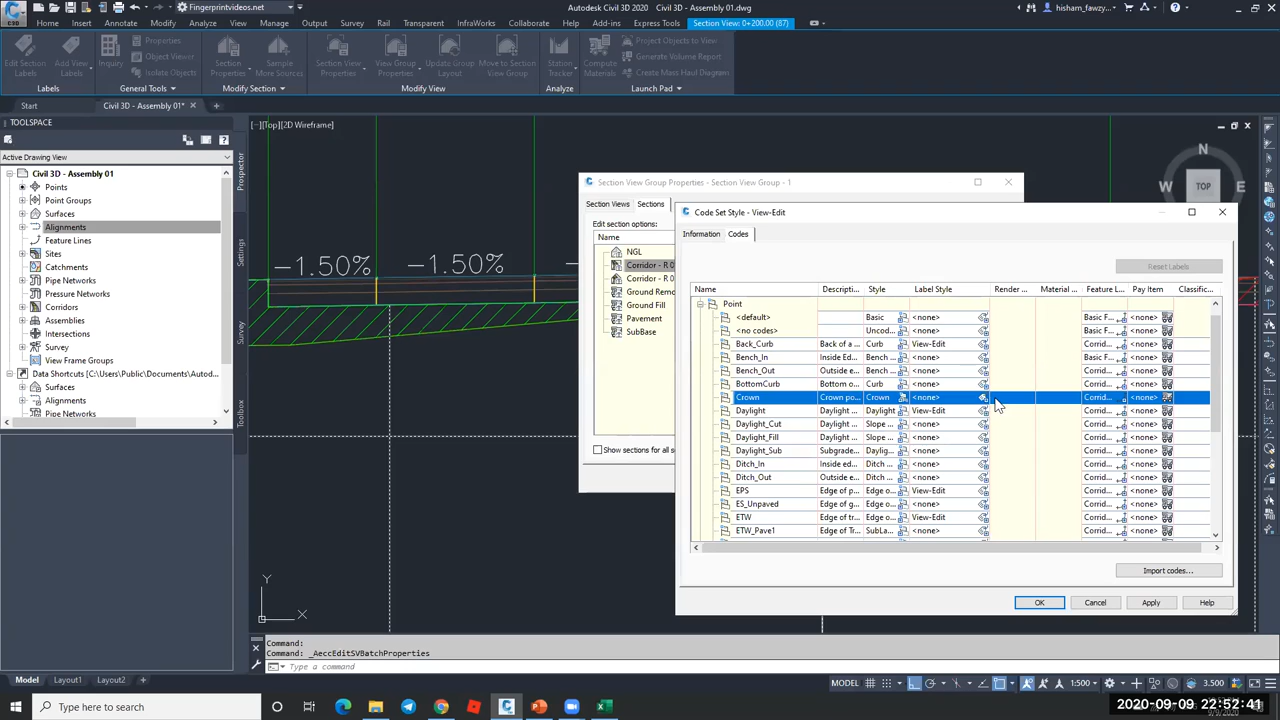 C3D
Fingerprintvideos.net
Autodesk Civil 3D 2020 Assembly 01.dwg
hisham_fawzy...
Home Insert Annotate Modify Analyze View Manage Output Survey Rail Transparent InfraWorks Collaborate Help Add-ins Express Tools Section View: 0+200.00 (87)
Edit Section Labels
Add View Labels
Inquiry
Properties
Object Viewer
Isolate Objects
Section Properties
Sample More Sources
Section View Properties
View Group Properties
Update Group Layout
Move to Section View Group
Station Tracker
Compute Materials
Project Objects to View
Generate Volume Report
Create Mass Haul Diagram
Labels General Tools Modify Section Modify View Analyze Launch Pad
Start Civil 3D - Assembly 01*
TOOLSPACE
Active Drawing View
Civil 3D - Assembly 01
Points
Point Groups
Surfaces
Alignments
Feature Lines
Sites
Catchments
Pipe Networks
Pressure Networks
Corridors
Assemblies
Intersections
Survey
View Frame Groups
Data Shortcuts [C:\Users\Public\Documents\Autod...
Surfaces
Alignments
Pipe Networks
Prospector
Settings
Survey
Toolbox
[−][Top][2D Wireframe]
−1.50%
−1.50%
N
W TOP E
Y
X
Section View Group Properties - Section View Group - 1
Section Views Sections
Edit section options:
Name
NGL
Corridor - R 0
Corridor - R 0
Ground Remo
Ground Fill
Pavement
SubBase
Show sections for all s
Code Set Style - View-Edit
Information Codes
Reset Labels
Name Descripti... Style Label Style Render ... Material ... Feature L... Pay Item Classific...
Point
<default> Basic <none> Basic F... <none>
<no codes> Uncod... <none> Basic F... <none>
Back_Curb Back of a ... Curb View-Edit Corrid... <none>
Bench_In Inside Ed... Bench ... <none> Basic F... <none>
Bench_Out Outside e... Bench ... <none> Corrid... <none>
BottomCurb Bottom o... Curb <none> Corrid... <none>
Crown Crown po... Crown <none> Corrid... <none>
Daylight Daylight ... Daylight View-Edit Corrid... <none>
Daylight_Cut Daylight ... Slope ... <none> Corrid... <none>
Daylight_Fill Daylight ... Slope ... <none> Corrid... <none>
Daylight_Sub Subgrade... Daylig... <none> Corrid... <none>
Ditch_In Inside ed... Ditch ... <none> Corrid... <none>
Ditch_Out Outside e... Ditch ... <none> Corrid... <none>
EPS Edge of p... Edge o... View-Edit Corrid... <none>
ES_Unpaved Edge of g... Edge o... <none> Corrid... <none>
ETW Edge of tr... Edge o... View-Edit Corrid... <none>
ETW_Pave1 Edge of Tr... SubLa... <none> Corrid... <none>
Import codes...
OK Cancel Apply Help
Command:
Command: _AeccEditSVBatchProperties
Type a command
Model Layout1 Layout2
MODEL 1:500 3.500
Type here to search
2020-09-09 22:52:41